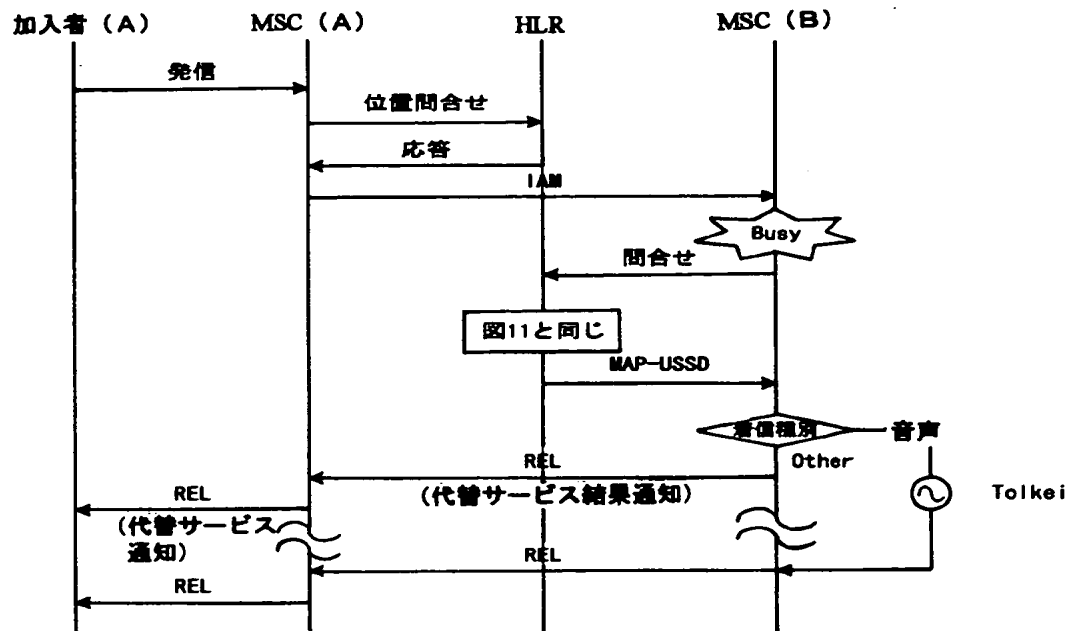 加入者（A）
MSC（A）
HLR
MSC（B）
発信
位置問合せ
応答
IAM
Busy
問合せ
図11と同じ
MAP-USSD
着信種別
音声
Other
REL
(代替サービス結果通知)
REL
(代替サービス
通知)
Tolkei
REL
REL